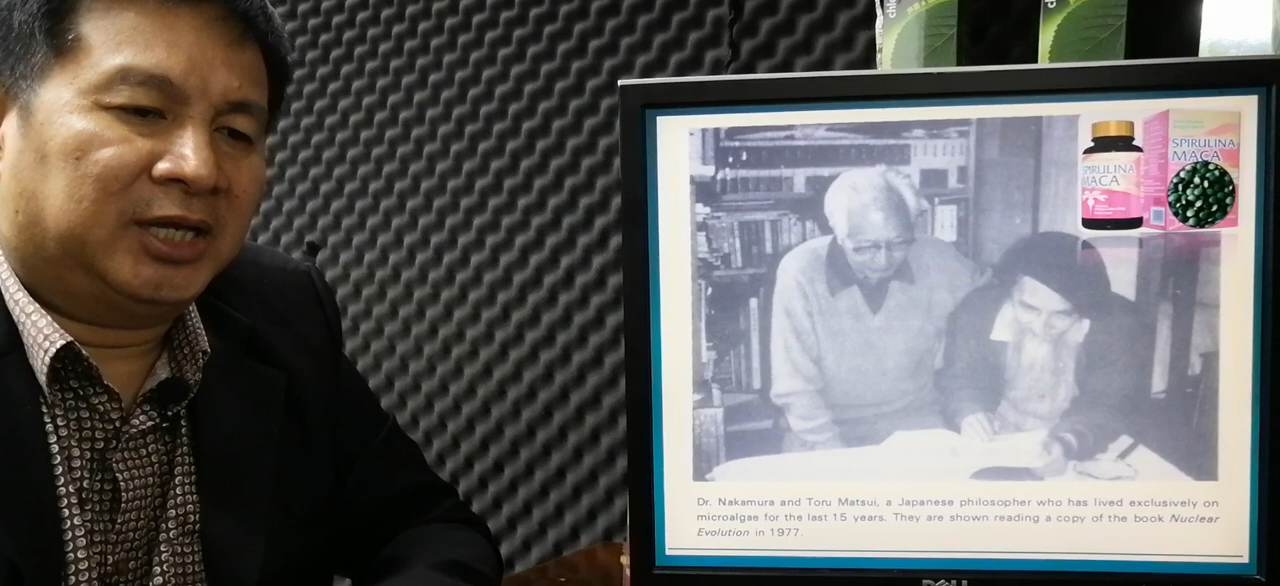 SPIRULINA
MACA
SPIRULINA
MACA
Dr. Nakamura and Toru Matsui, a Japanese philosopher who has lived exclusively on
microalgae for the last 15 years. They are shown reading a copy of the book Nuclear
Evolution in 1977.
DELL